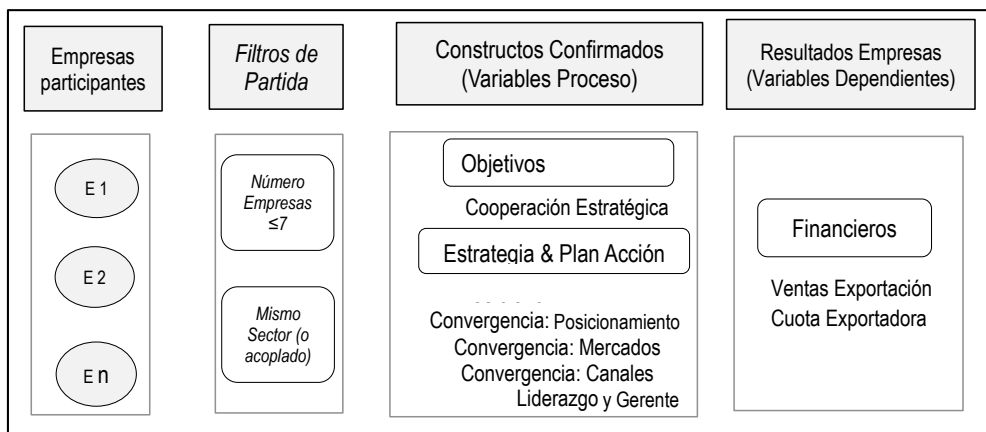 Empresas
participantes
Filtros de
Partida
Constructos Confirmados
(Variables Proceso)
Resultados Empresas
(Variables Dependientes)
E 1
E 2
E n
Número
Empresas
≤7
Mismo
Sector (o
acoplado)
Objetivos
Cooperación Estratégica
Estrategia & Plan Acción
Convergencia: Posicionamiento
Convergencia: Mercados
Convergencia: Canales
Liderazgo y Gerente
Financieros
Ventas Exportación
Cuota Exportadora